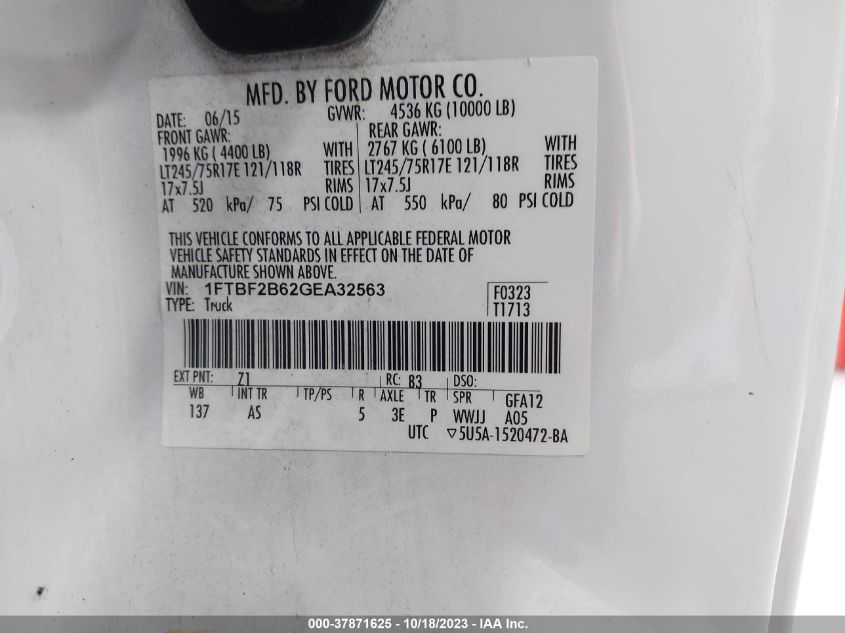 MFD. BY FORD MOTOR CO.
DATE: 06/15 GVWR: 4536 KG (10000 LB)
FRONT GAWR: REAR GAWR:
1996 KG ( 4400 LB) WITH 2767 KG ( 6100 LB) WITH
LT245/75R17E 121/118R TIRES LT245/75R17E 121/118R TIRES
17x7.5J RIMS 17x7.5J RIMS
AT 520 kPa/ 75 PSI COLD AT 550 kPa/ 80 PSI COLD
THIS VEHICLE CONFORMS TO ALL APPLICABLE FEDERAL MOTOR
VEHICLE SAFETY STANDARDS IN EFFECT ON THE DATE OF
MANUFACTURE SHOWN ABOVE.
VIN: 1FTBF2B62GEA32563 F0323
TYPE: Truck T1713
EXT PNT: Z1 RC: 83 DSO:
WB INT TR TP/PS R AXLE TR SPR GFA12
137 AS 5 3E P WWJJ A05
UTC ▽5U5A-1520472-BA
000-37871625 - 10/18/2023 - www.iaai.com